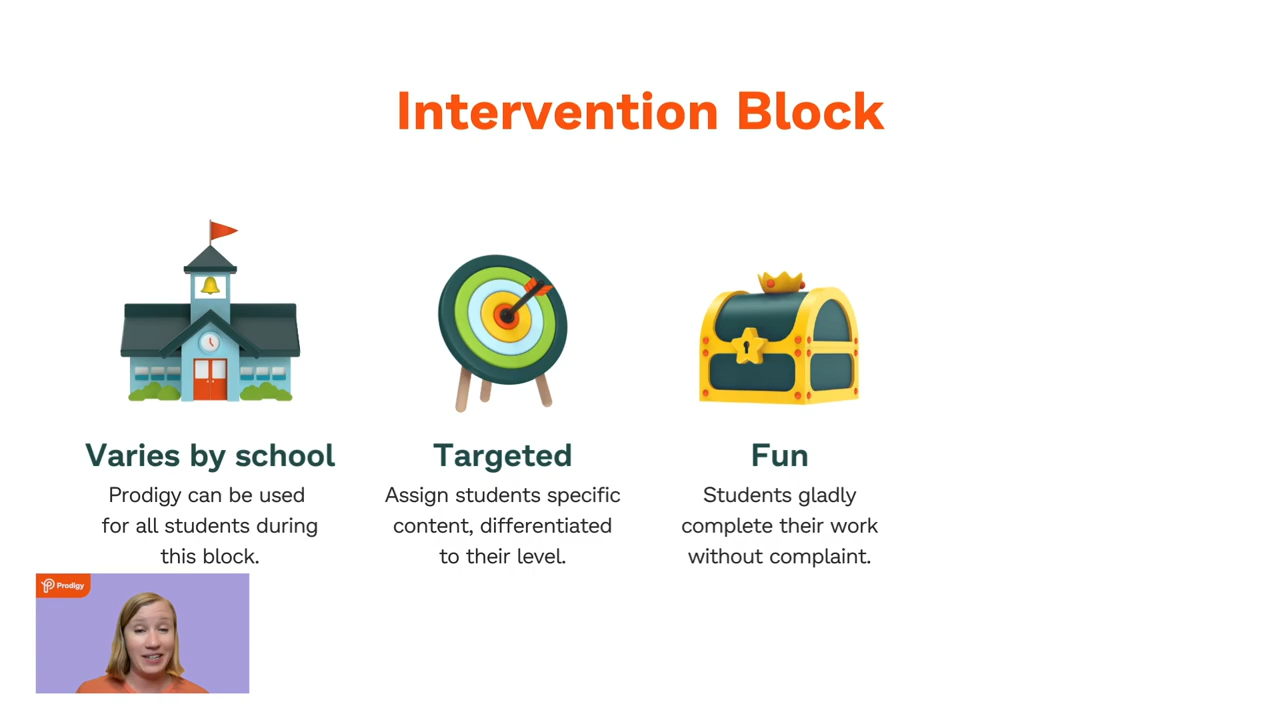 Intervention Block
Varies by school
Prodigy can be used
for all students during
this block.
Targeted
Assign students specific
content, differentiated
to their level.
Fun
Students gladly
complete their work
without complaint.
Prodigy